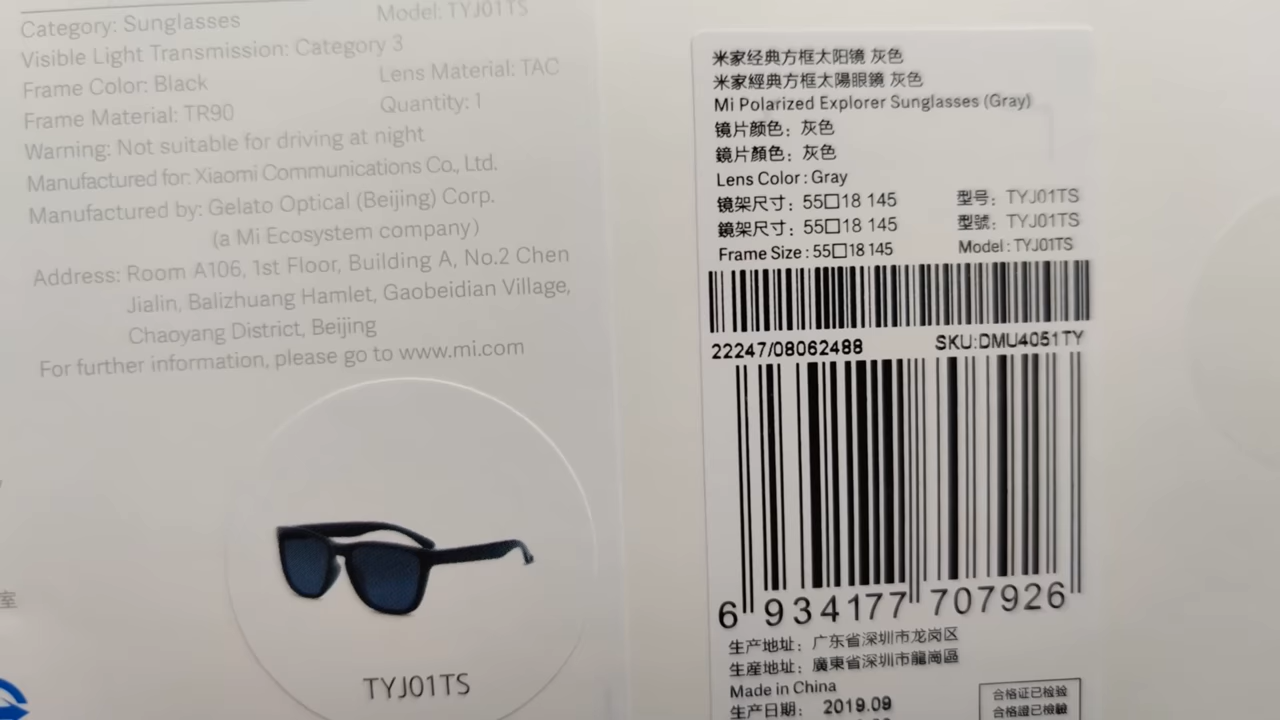 Category: Sunglasses
Model: TYJ01TS
Visible Light Transmission: Category 3
Frame Color: Black
Lens Material: TAC
Frame Material: TR90
Quantity: 1
Warning: Not suitable for driving at night
Manufactured for: Xiaomi Communications Co., Ltd.
Manufactured by: Gelato Optical (Beijing) Corp.
(a Mi Ecosystem company)
Address: Room A106, 1st Floor, Building A, No.2 Chen
Jialin, Balizhuang Hamlet, Gaobeidian Village,
Chaoyang District, Beijing
For further information, please go to www.mi.com
室
TYJ01TS
米家经典方框太阳镜 灰色
米家經典方框太陽眼鏡 灰色
Mi Polarized Explorer Sunglasses (Gray)
镜片颜色：灰色
鏡片顏色：灰色
Lens Color : Gray
镜架尺寸：55□18 145
型号：TYJ01TS
鏡架尺寸：55□18 145
型號：TYJ01TS
Frame Size : 55□18 145
Model : TYJ01TS
22247/08062488
SKU:DMU4051TY
6 934177 707926
生产地址：广东省深圳市龙岗区
生產地址：廣東省深圳市龍崗區
Made in China
生产日期：2019.09
合格证已检验
合格證已檢驗